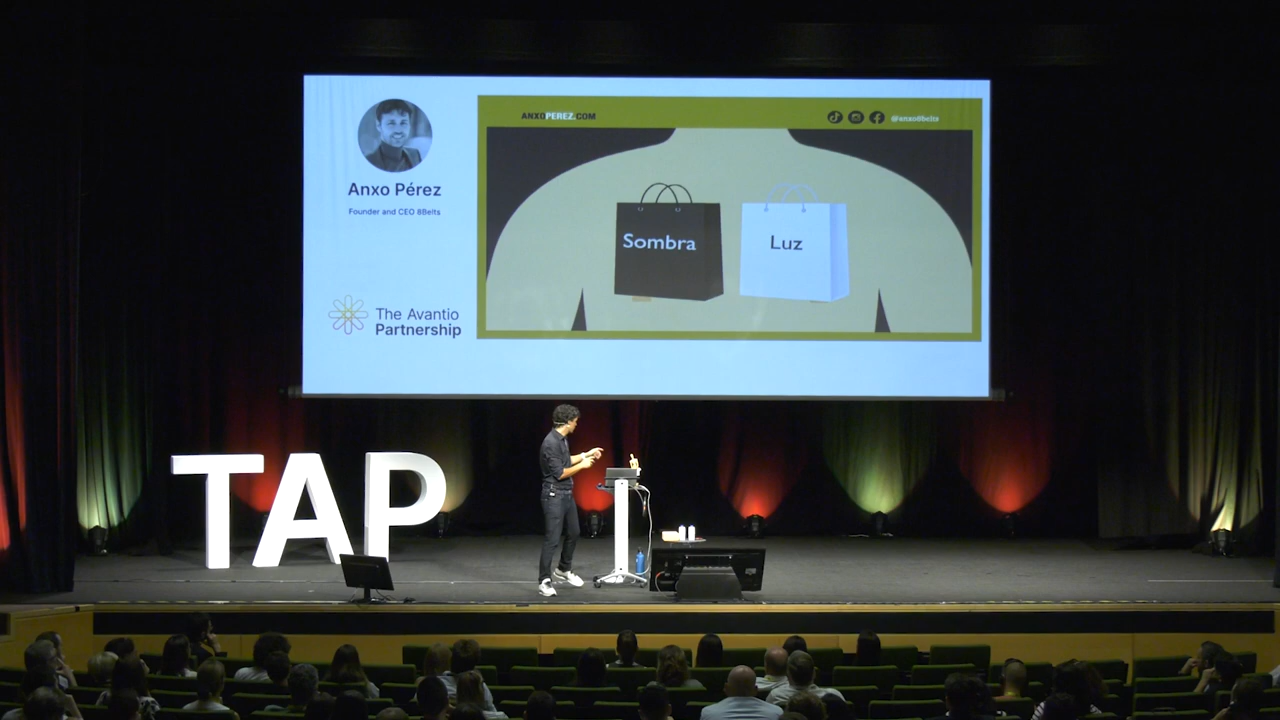 ANXOPEREZ.COM
@anxo8belts
Anxo Pérez
Founder and CEO 8Belts
Sombra
Luz
The Avantio
Partnership
TAP